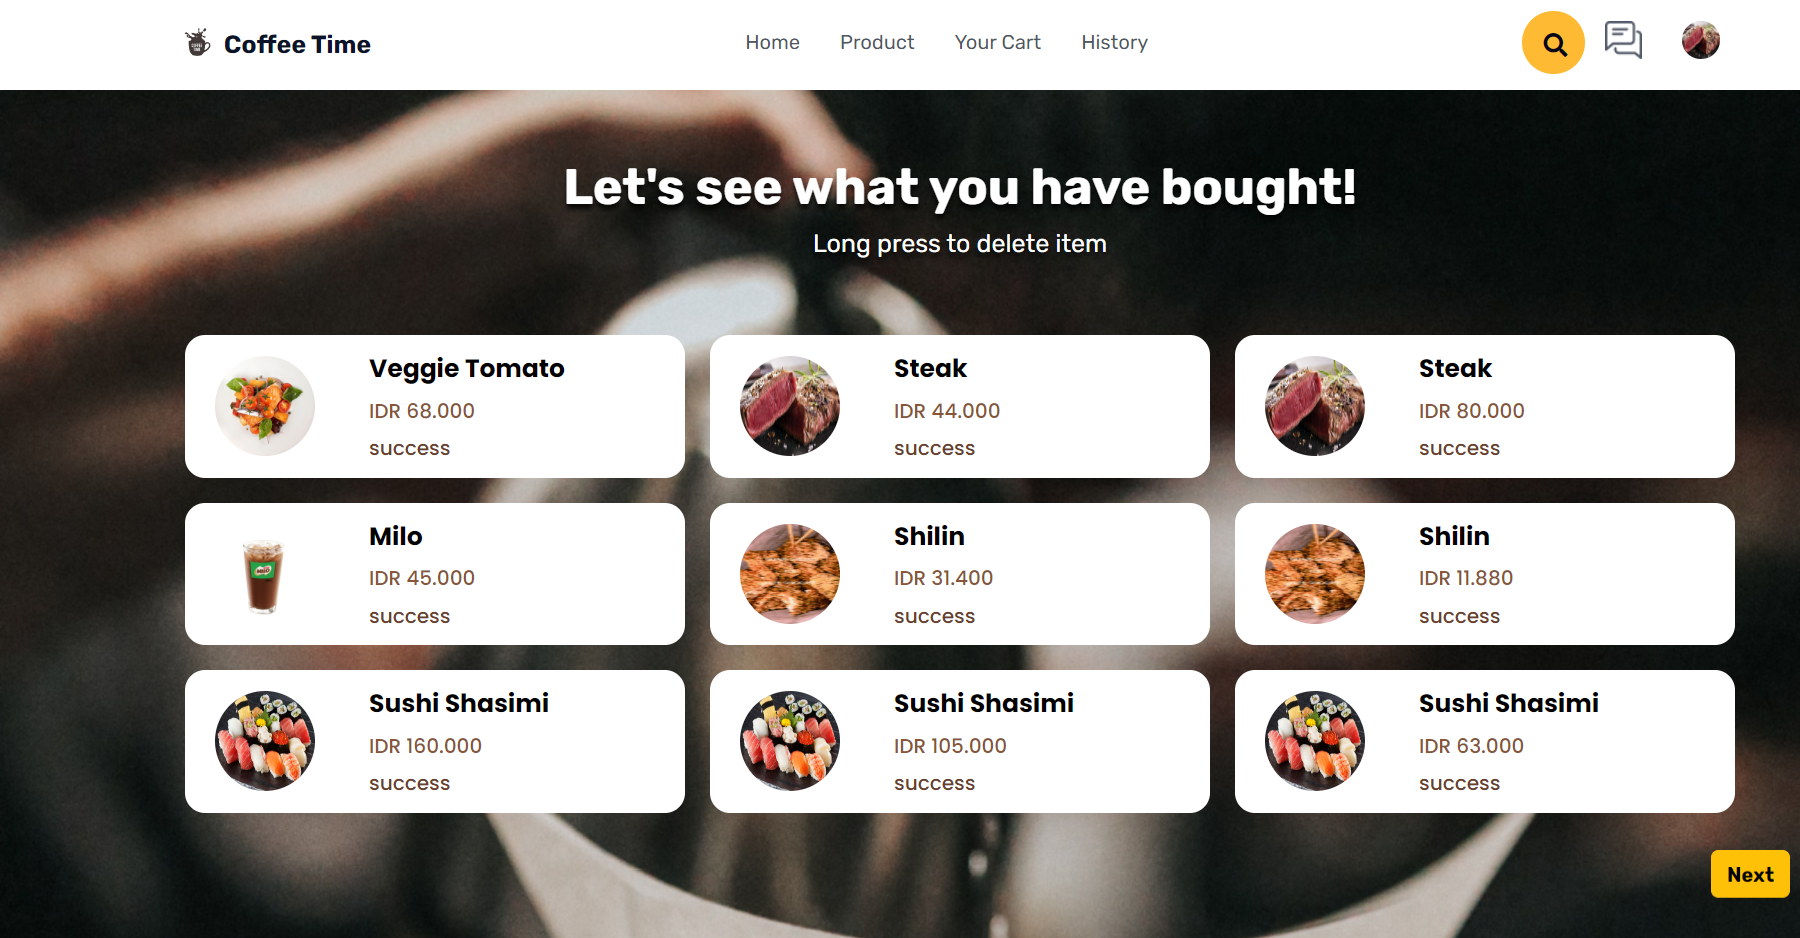 Coffee Time
Home
Product
Your Cart
History
Let's see what you have bought!
Long press to delete item
Veggie Tomato
IDR 68.000
success
Steak
IDR 44.000
success
Steak
IDR 80.000
success
Milo
IDR 45.000
success
Shilin
IDR 31.400
success
Shilin
IDR 11.880
success
Sushi Shasimi
IDR 160.000
success
Sushi Shasimi
IDR 105.000
success
Sushi Shasimi
IDR 63.000
success
Next